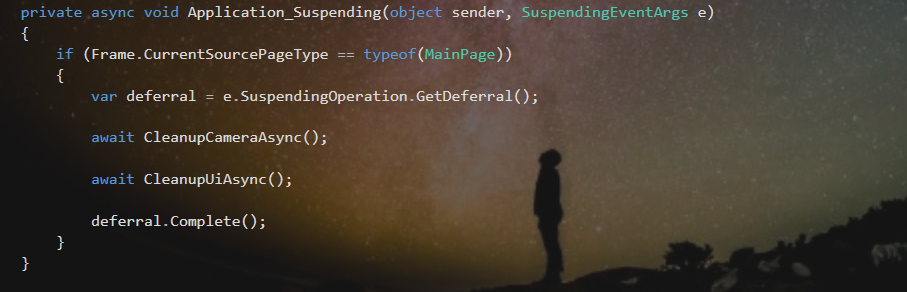 private async void Application_Suspending(object sender, SuspendingEventArgs e)
{
    if (Frame.CurrentSourcePageType == typeof(MainPage))
    {
        var deferral = e.SuspendingOperation.GetDeferral();
        await CleanupCameraAsync();
        await CleanupUiAsync();
        deferral.Complete();
    }
}